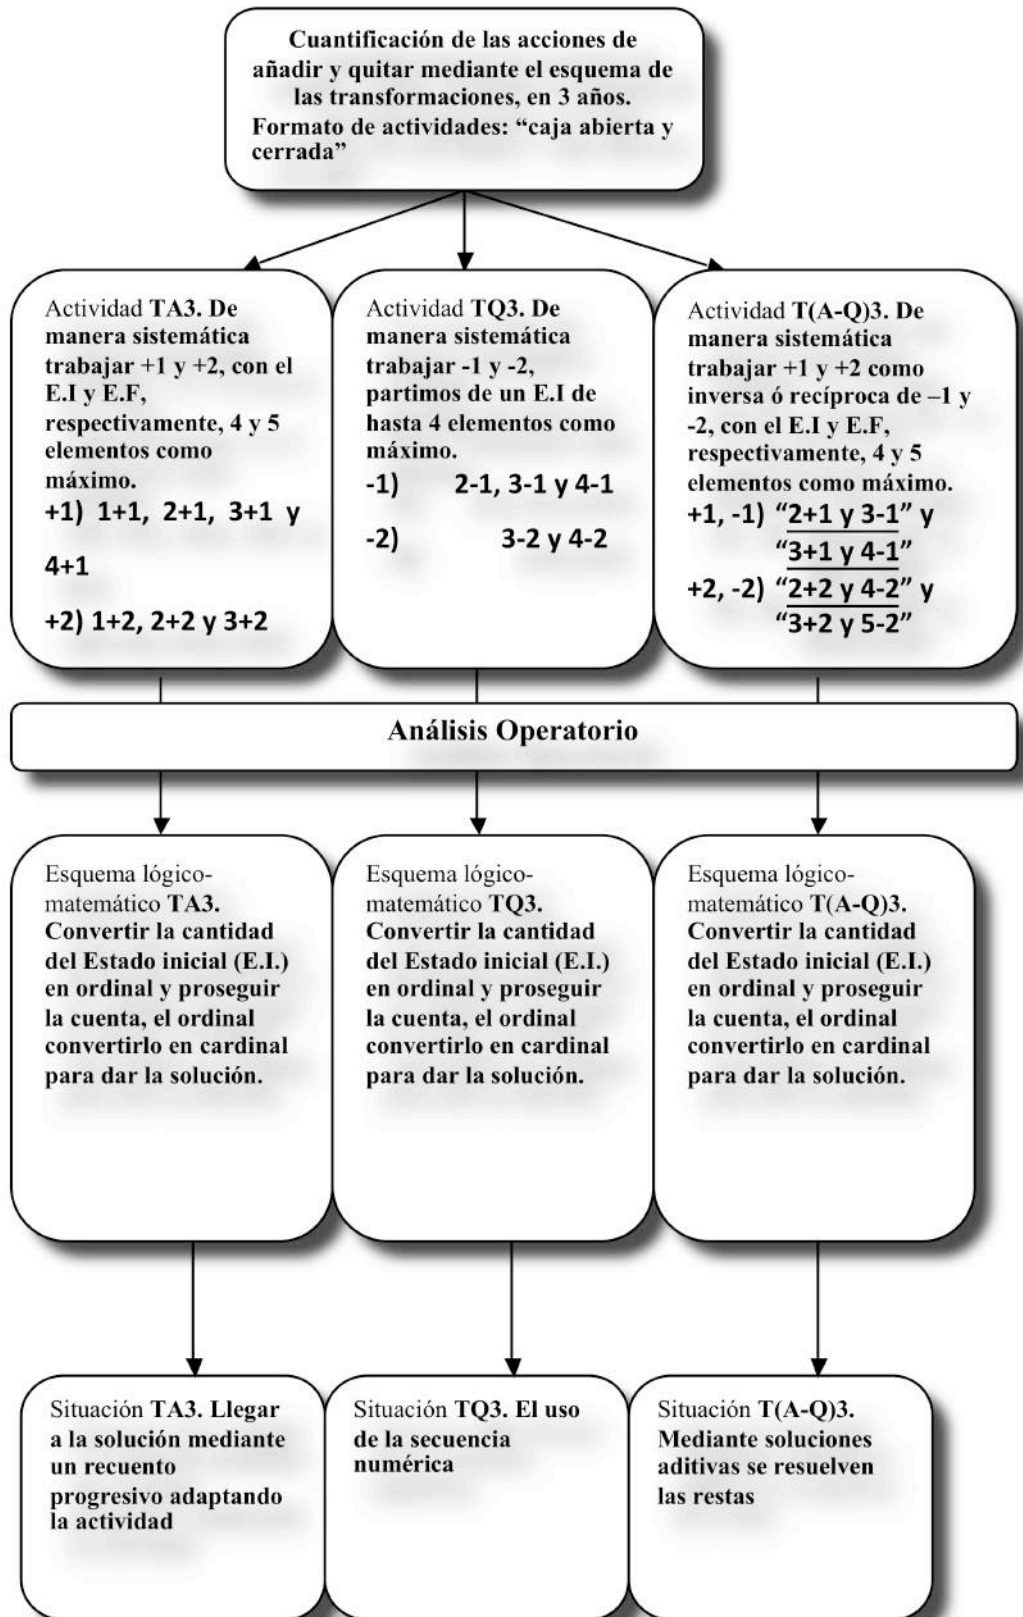 Cuantificación de las acciones de
añadir y quitar mediante el esquema de
las transformaciones, en 3 años.
Formato de actividades: “caja abierta y
cerrada”
Actividad TA3. De
manera sistemática
trabajar +1 y +2, con el
E.I y E.F,
respectivamente, 4 y 5
elementos como
máximo.
+1) 1+1, 2+1, 3+1 y
4+1
+2) 1+2, 2+2 y 3+2
Actividad TQ3. De
manera sistemática
trabajar -1 y -2,
partimos de un E.I de
hasta 4 elementos como
máximo.
-1) 2-1, 3-1 y 4-1
-2) 3-2 y 4-2
Actividad T(A-Q)3. De
manera sistemática
trabajar +1 y +2 como
inversa ó recíproca de –1 y
-2, con el E.I y E.F,
respectivamente, 4 y 5
elementos como máximo.
+1, -1) “2+1 y 3-1” y
“3+1 y 4-1”
+2, -2) “2+2 y 4-2” y
“3+2 y 5-2”
Análisis Operatorio
Esquema lógico-
matemático TA3.
Convertir la cantidad
del Estado inicial (E.I.)
en ordinal y proseguir
la cuenta, el ordinal
convertirlo en cardinal
para dar la solución.
Esquema lógico-
matemático TQ3.
Convertir la cantidad
del Estado inicial (E.I.)
en ordinal y proseguir
la cuenta, el ordinal
convertirlo en cardinal
para dar la solución.
Esquema lógico-
matemático T(A-Q)3.
Convertir la cantidad
del Estado inicial (E.I.)
en ordinal y proseguir
la cuenta, el ordinal
convertirlo en cardinal
para dar la solución.
Situación TA3. Llegar
a la solución mediante
un recuento
progresivo adaptando
la actividad
Situación TQ3. El uso
de la secuencia
numérica
Situación T(A-Q)3.
Mediante soluciones
aditivas se resuelven
las restas